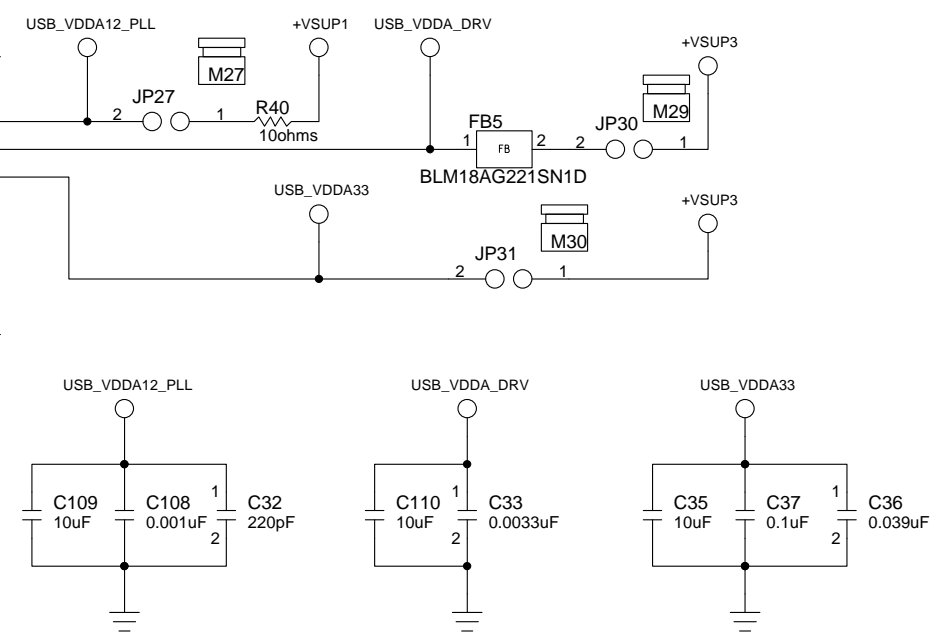 USB_VDDA12_PLL
+VSUP1
USB_VDDA_DRV
+VSUP3
M27
M29
JP27
2
1
R40
10ohms
FB5
1
FB
2
BLM18AG221SN1D
JP30
2
1
USB_VDDA33
+VSUP3
M30
JP31
2
1
USB_VDDA12_PLL
USB_VDDA_DRV
USB_VDDA33
C109
10uF
C108
0.001uF
1
2
C32
220pF
C110
10uF
1
2
C33
0.0033uF
C35
10uF
C37
0.1uF
1
2
C36
0.039uF